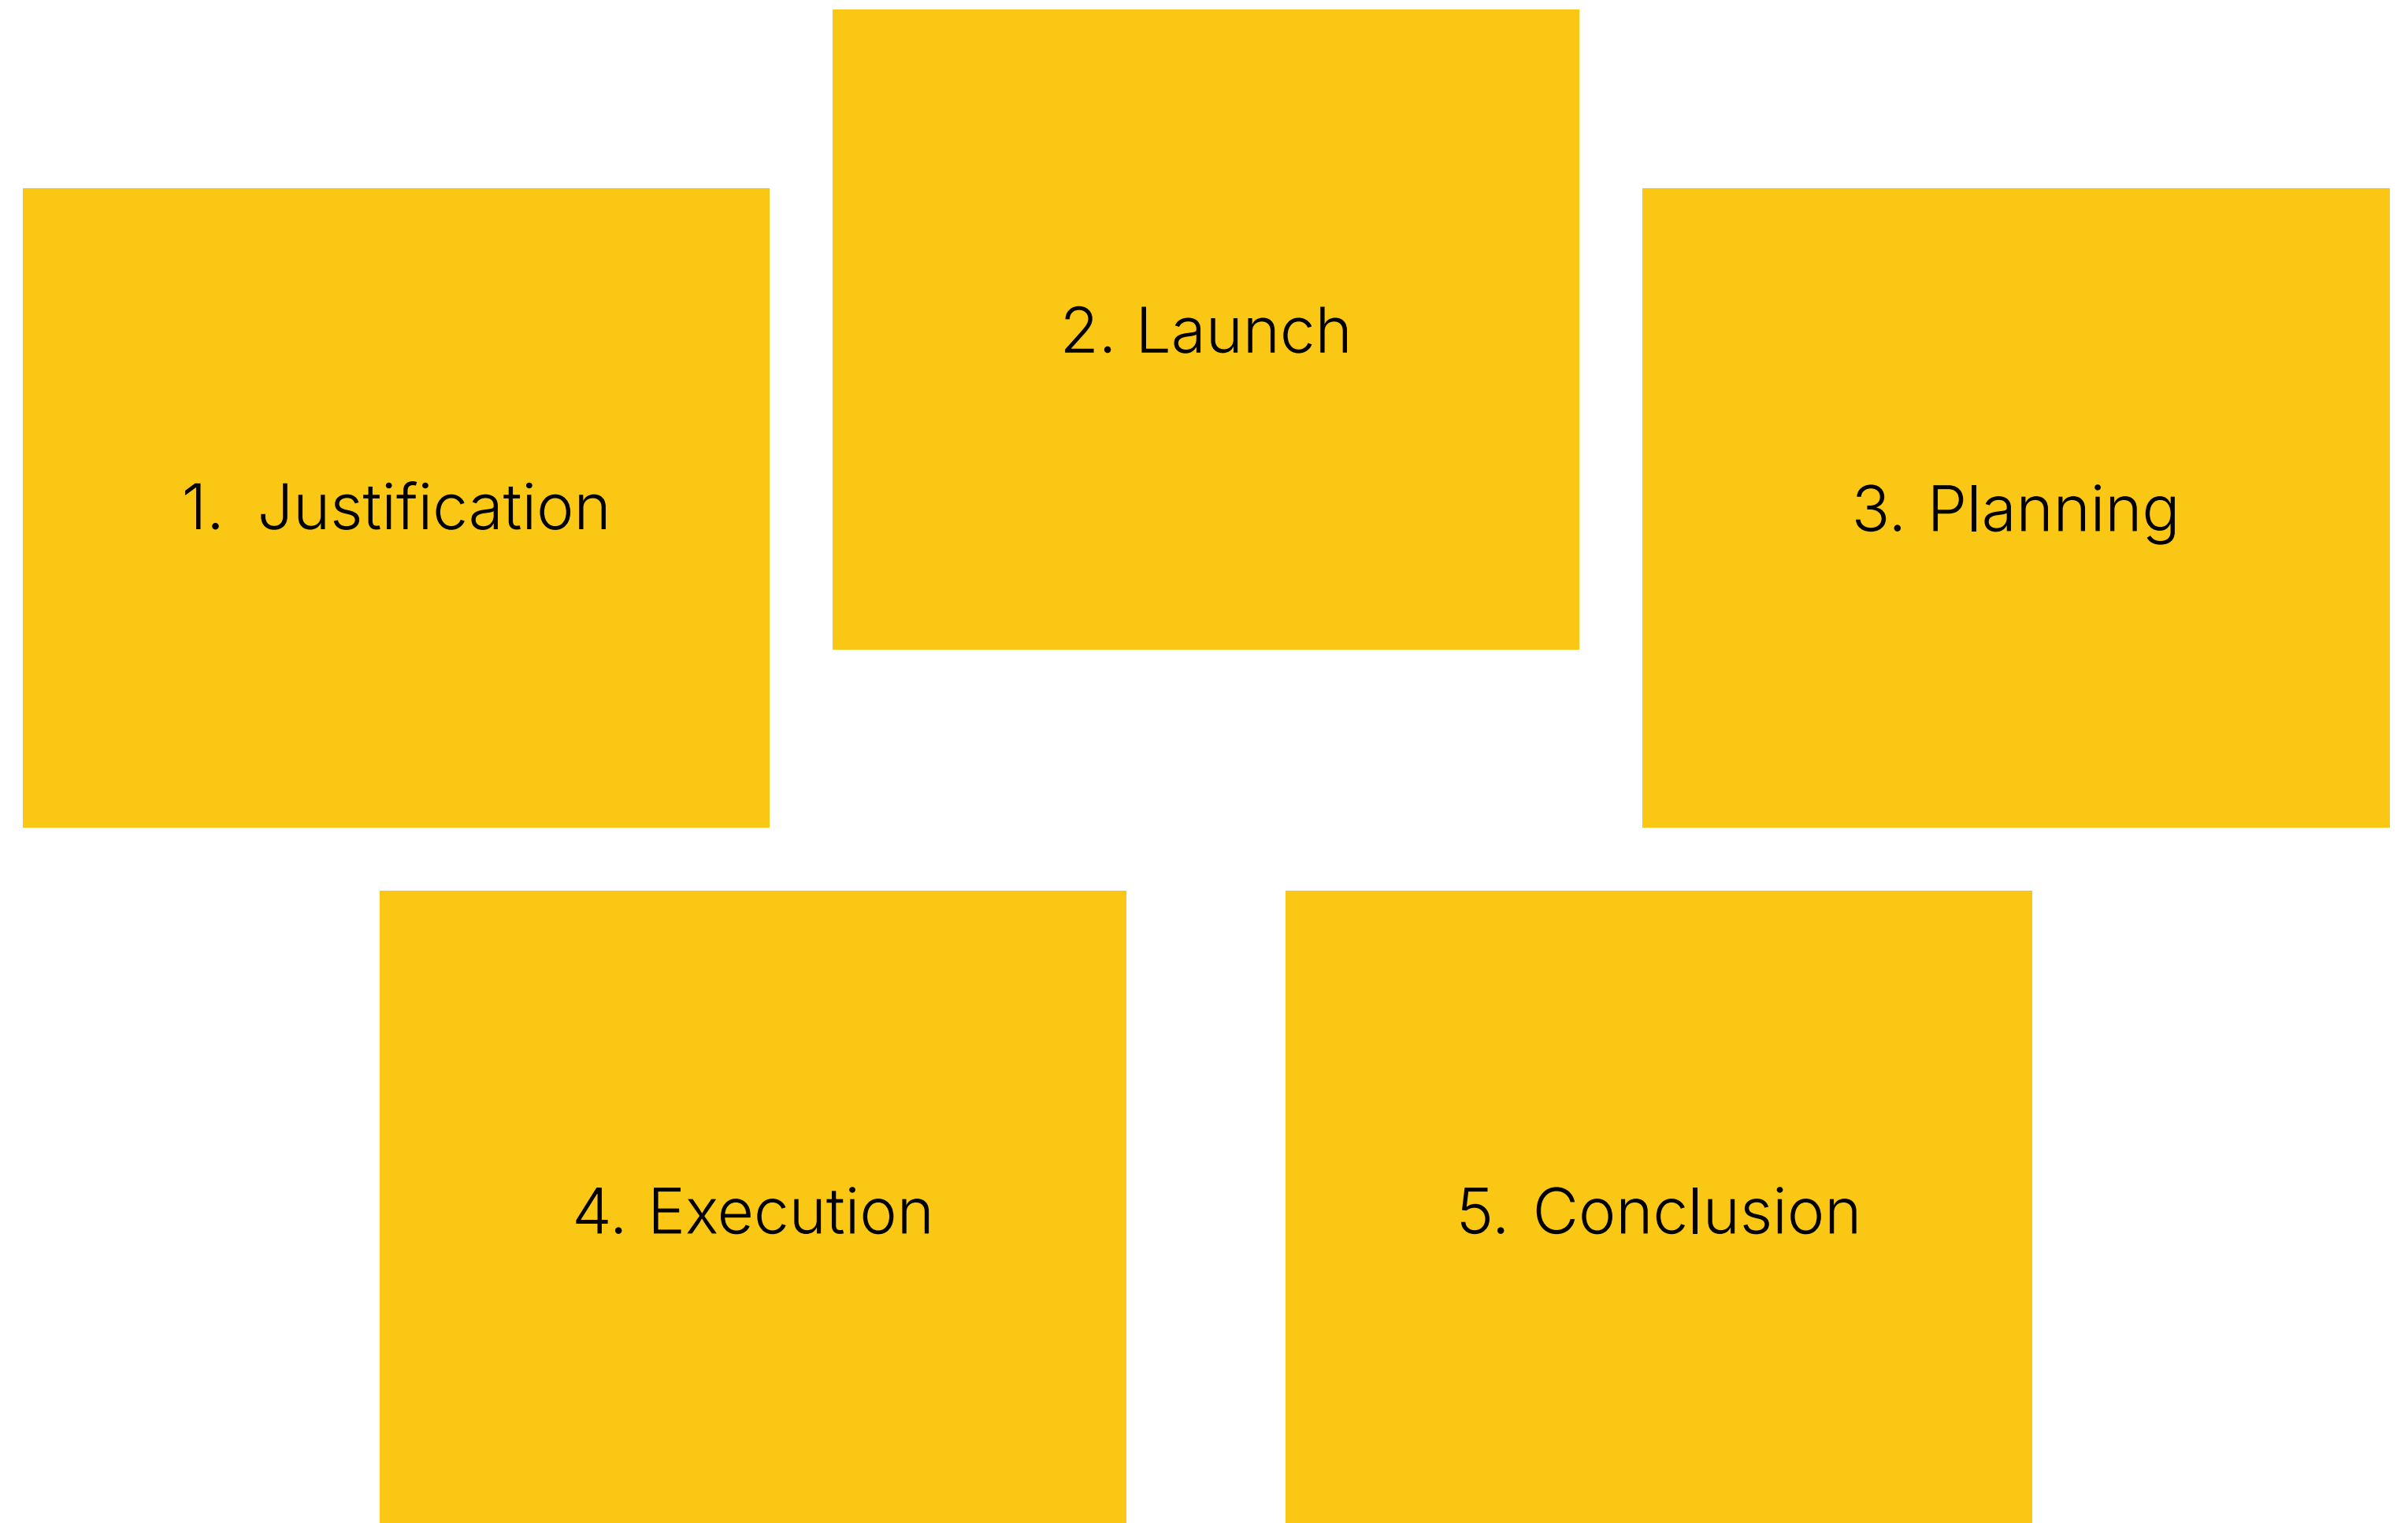 1. Justification
2. Launch
3. Planning
4. Execution
5. Conclusion